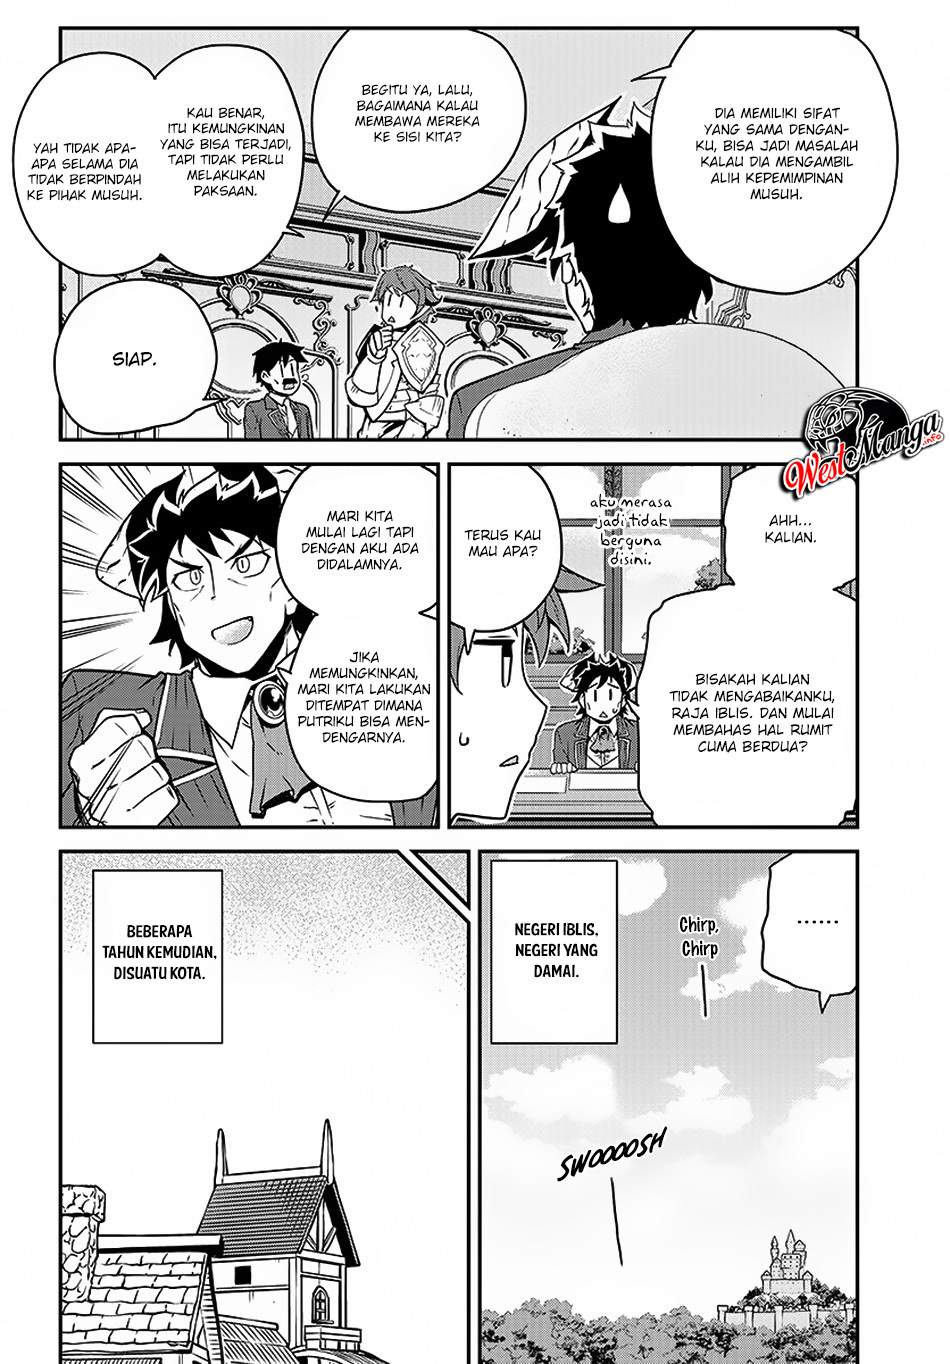 DIA MEMILIKI SIFAT
YANG SAMA DENGAN-
KU, BISA JADI MASALAH
KALAU DIA MENGAMBIL
ALIH KEPEMIMPINAN
MUSUH.
BEGITU YA, LALU,
BAGAIMANA KALAU
MEMBAWA MEREKA
KE SISI KITA?
KAU BENAR,
ITU KEMUNGKINAN
YANG BISA TERJADI,
TAPI TIDAK PERLU
MELAKUKAN
PAKSAAN.
YAH TIDAK APA-
APA SELAMA DIA
TIDAK BERPINDAH
KE PIHAK MUSUH.
SIAP.
WestManga
.info
AHH...
KALIAN.
BISAKAH KALIAN
TIDAK MENGABAIKANKU,
RAJA IBLIS. DAN MULAI
MEMBAHAS HAL RUMIT
CUMA BERDUA?
aku merasa
jadi tidak
berguna
disini.
TERUS KAU
MAU APA?
MARI KITA
MULAI LAGI TAPI
DENGAN AKU ADA
DIDALAMNYA.
JIKA
MEMUNGKINKAN,
MARI KITA LAKUKAN
DITEMPAT DIMANA
PUTRIKU BISA MEN-
DENGARNYA.
......
Chirp,
Chirp
NEGERI IBLIS,
NEGERI YANG
DAMAI.
SWOOOOSH
BEBERAPA
TAHUN KEMUDIAN,
DISUATU KOTA.